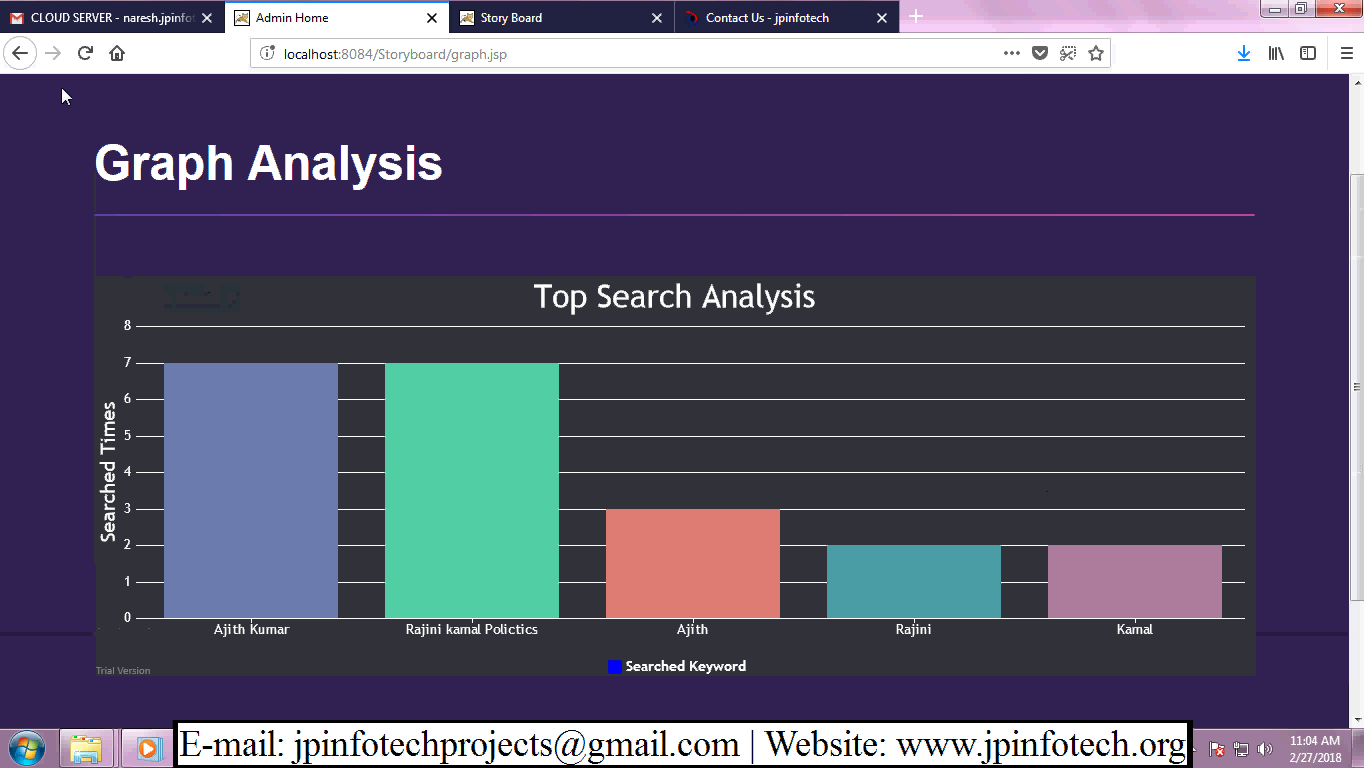 CLOUD SERVER - naresh.jpinfot
Admin Home
Story Board
Contact Us - jpinfotech
localhost:8084/Storyboard/graph.jsp
Graph Analysis
Top Search Analysis
8
7
6
5
4
3
2
1
0
Searched Times
Ajith Kumar
Rajini kamal Polictics
Ajith
Rajini
Kamal
Searched Keyword
Trial Version
E-mail: jpinfotechprojects@gmail.com | Website: www.jpinfotech.org
11:04 AM
2/27/2018